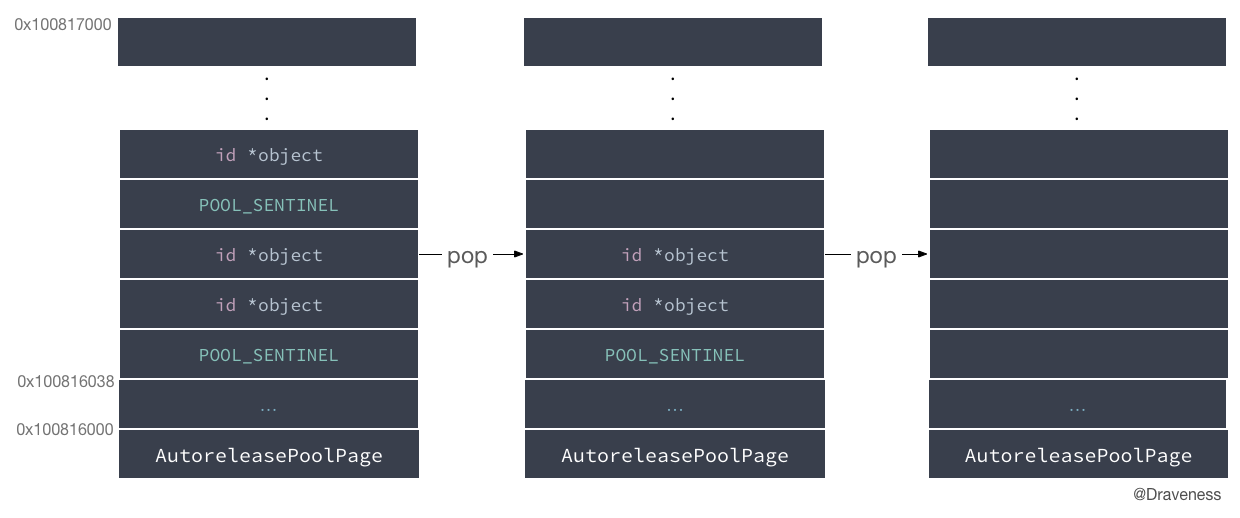 0x100817000
.
.
.
.
.
.
.
.
.
id *object
POOL_SENTINEL
id *object
pop
id *object
pop
id *object
id *object
POOL_SENTINEL
POOL_SENTINEL
0x100816038
...
...
...
0x100816000
AutoreleasePoolPage
AutoreleasePoolPage
AutoreleasePoolPage
@Draveness